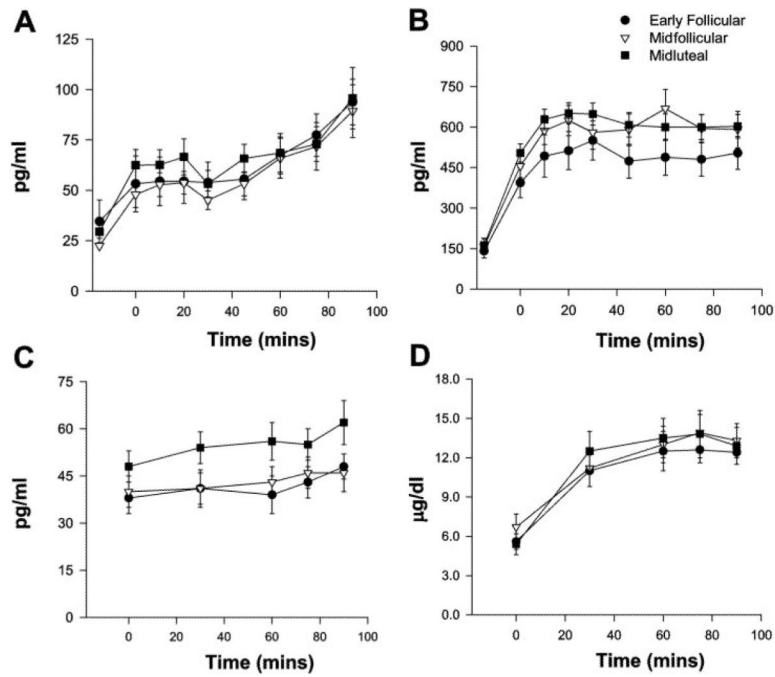 A
125
100
75
50
25
0
pg/ml
0 20 40 60 80 100
Time (mins)
B
Early Follicular
Midfollicular
Midluteal
900
750
600
450
300
150
0
pg/ml
0 20 40 60 80 100
Time (mins)
C
75
60
45
30
15
0
pg/ml
0 20 40 60 80 100
Time (mins)
D
18.0
15.0
12.0
9.0
6.0
3.0
0.0
µg/dl
0 20 40 60 80 100
Time (mins)